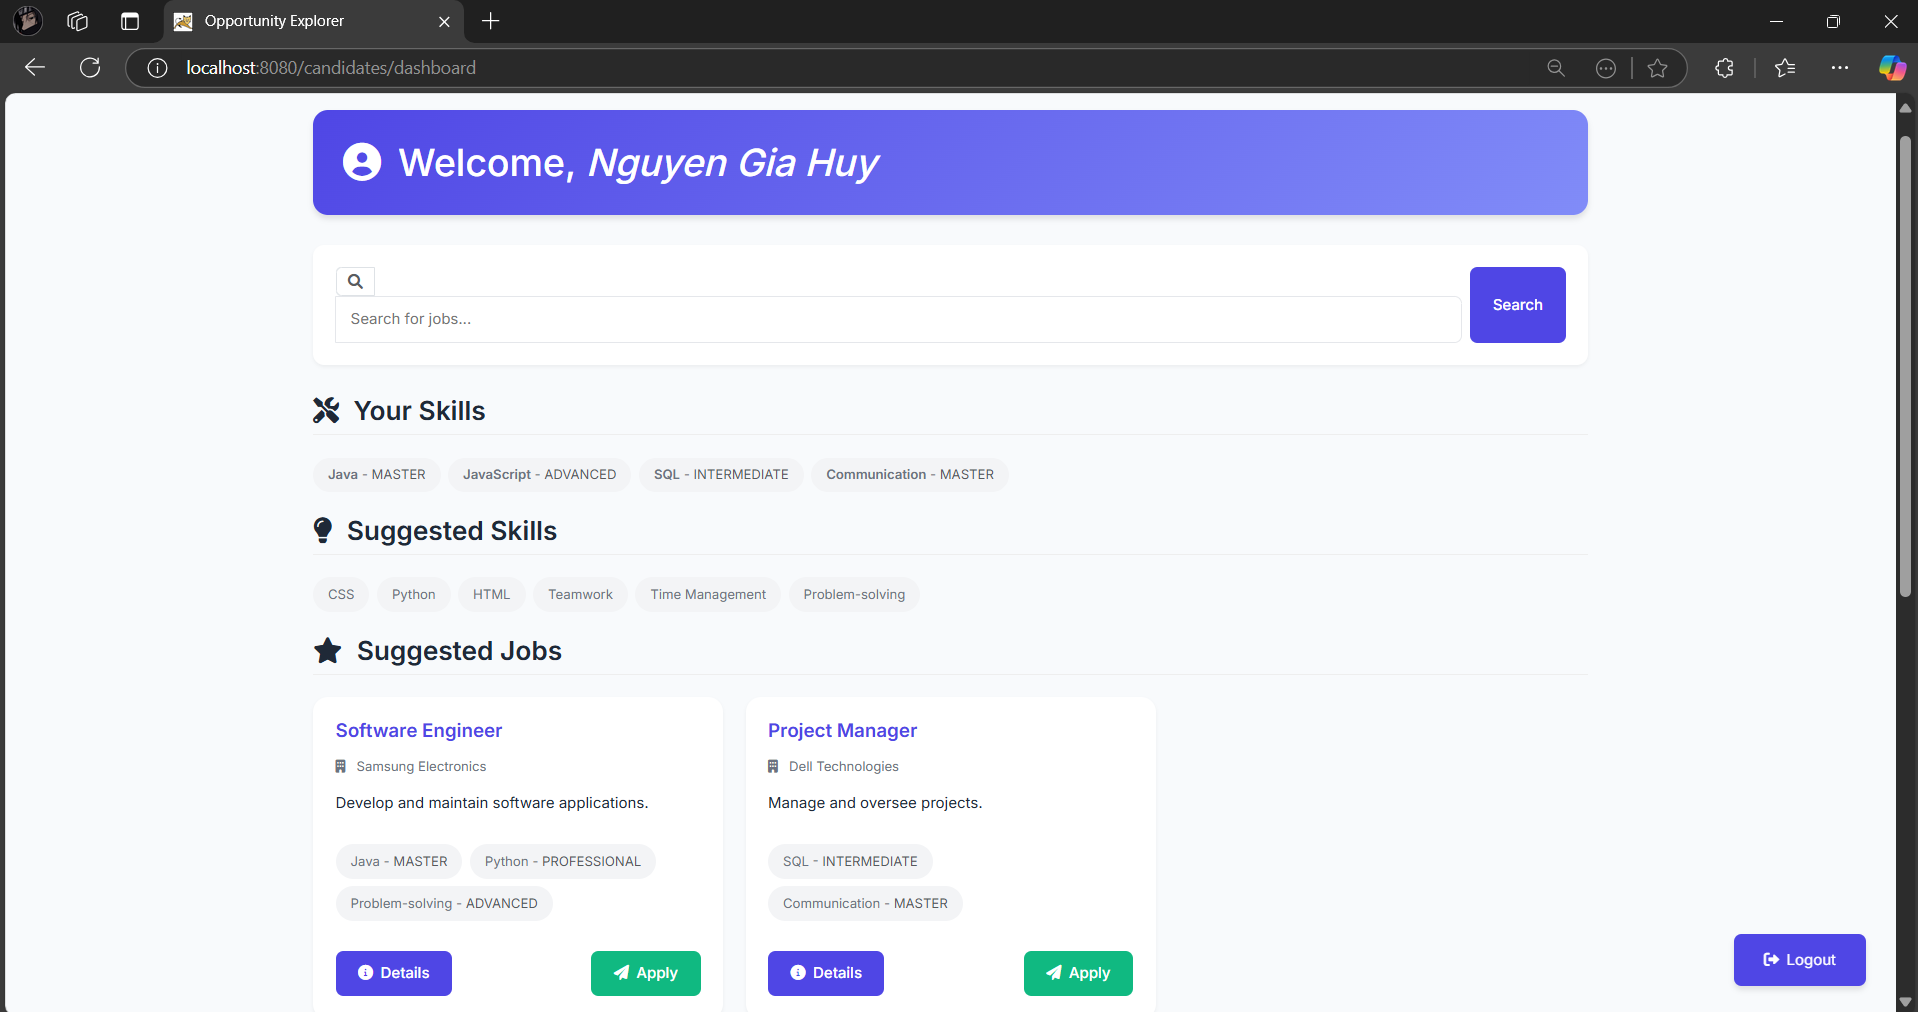 Opportunity Explorer
localhost:8080/candidates/dashboard
Welcome, Nguyen Gia Huy
Search for jobs...
Search
Your Skills
Java - MASTER
JavaScript - ADVANCED
SQL - INTERMEDIATE
Communication - MASTER
Suggested Skills
CSS
Python
HTML
Teamwork
Time Management
Problem-solving
Suggested Jobs
Software Engineer
Samsung Electronics
Develop and maintain software applications.
Java - MASTER
Python - PROFESSIONAL
Problem-solving - ADVANCED
Details
Apply
Project Manager
Dell Technologies
Manage and oversee projects.
SQL - INTERMEDIATE
Communication - MASTER
Details
Apply
Logout